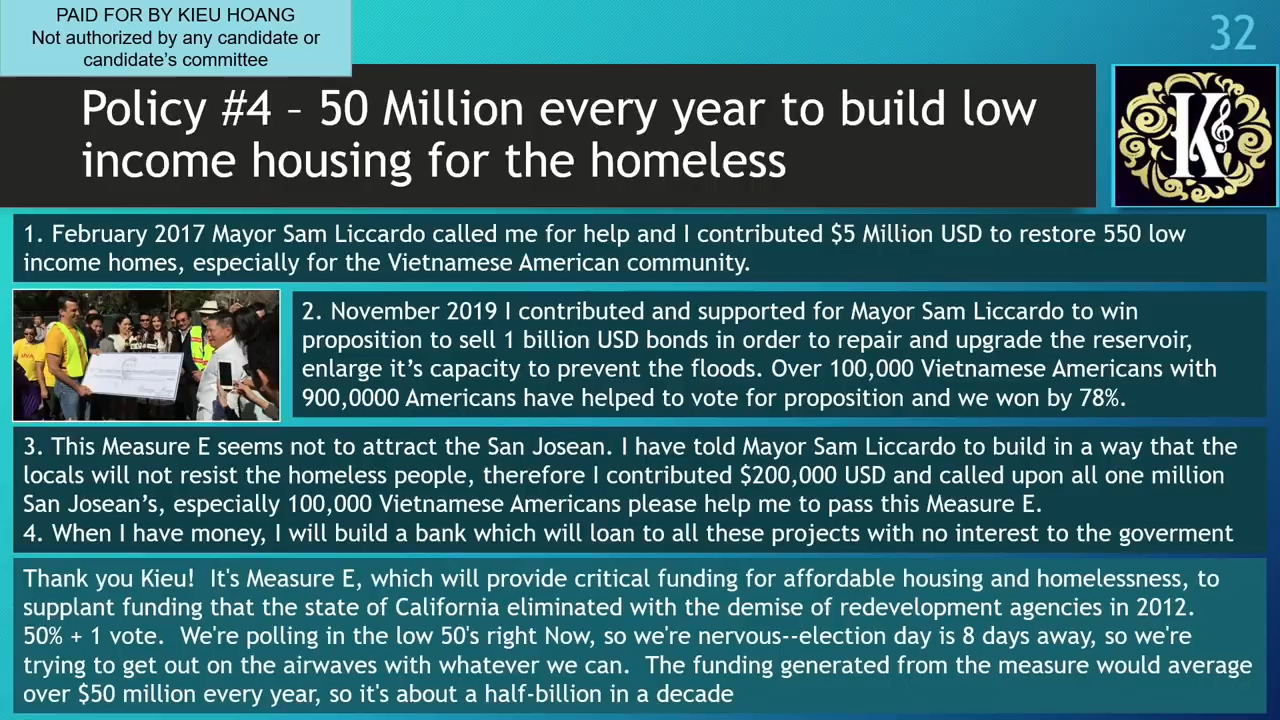 PAID FOR BY KIEU HOANG
Not authorized by any candidate or
candidate's committee
32
Policy #4 – 50 Million every year to build low
income housing for the homeless
K
1. February 2017 Mayor Sam Liccardo called me for help and I contributed $5 Million USD to restore 550 low
income homes, especially for the Vietnamese American community.
2. November 2019 I contributed and supported for Mayor Sam Liccardo to win
proposition to sell 1 billion USD bonds in order to repair and upgrade the reservoir,
enlarge it's capacity to prevent the floods. Over 100,000 Vietnamese Americans with
900,0000 Americans have helped to vote for proposition and we won by 78%.
3. This Measure E seems not to attract the San Josean. I have told Mayor Sam Liccardo to build in a way that the
locals will not resist the homeless people, therefore I contributed $200,000 USD and called upon all one million
San Josean's, especially 100,000 Vietnamese Americans please help me to pass this Measure E.
4. When I have money, I will build a bank which will loan to all these projects with no interest to the goverment
Thank you Kieu!  It's Measure E, which will provide critical funding for affordable housing and homelessness, to
supplant funding that the state of California eliminated with the demise of redevelopment agencies in 2012.
50% + 1 vote.  We're polling in the low 50's right Now, so we're nervous--election day is 8 days away, so we're
trying to get out on the airwaves with whatever we can.  The funding generated from the measure would average
over $50 million every year, so it's about a half-billion in a decade